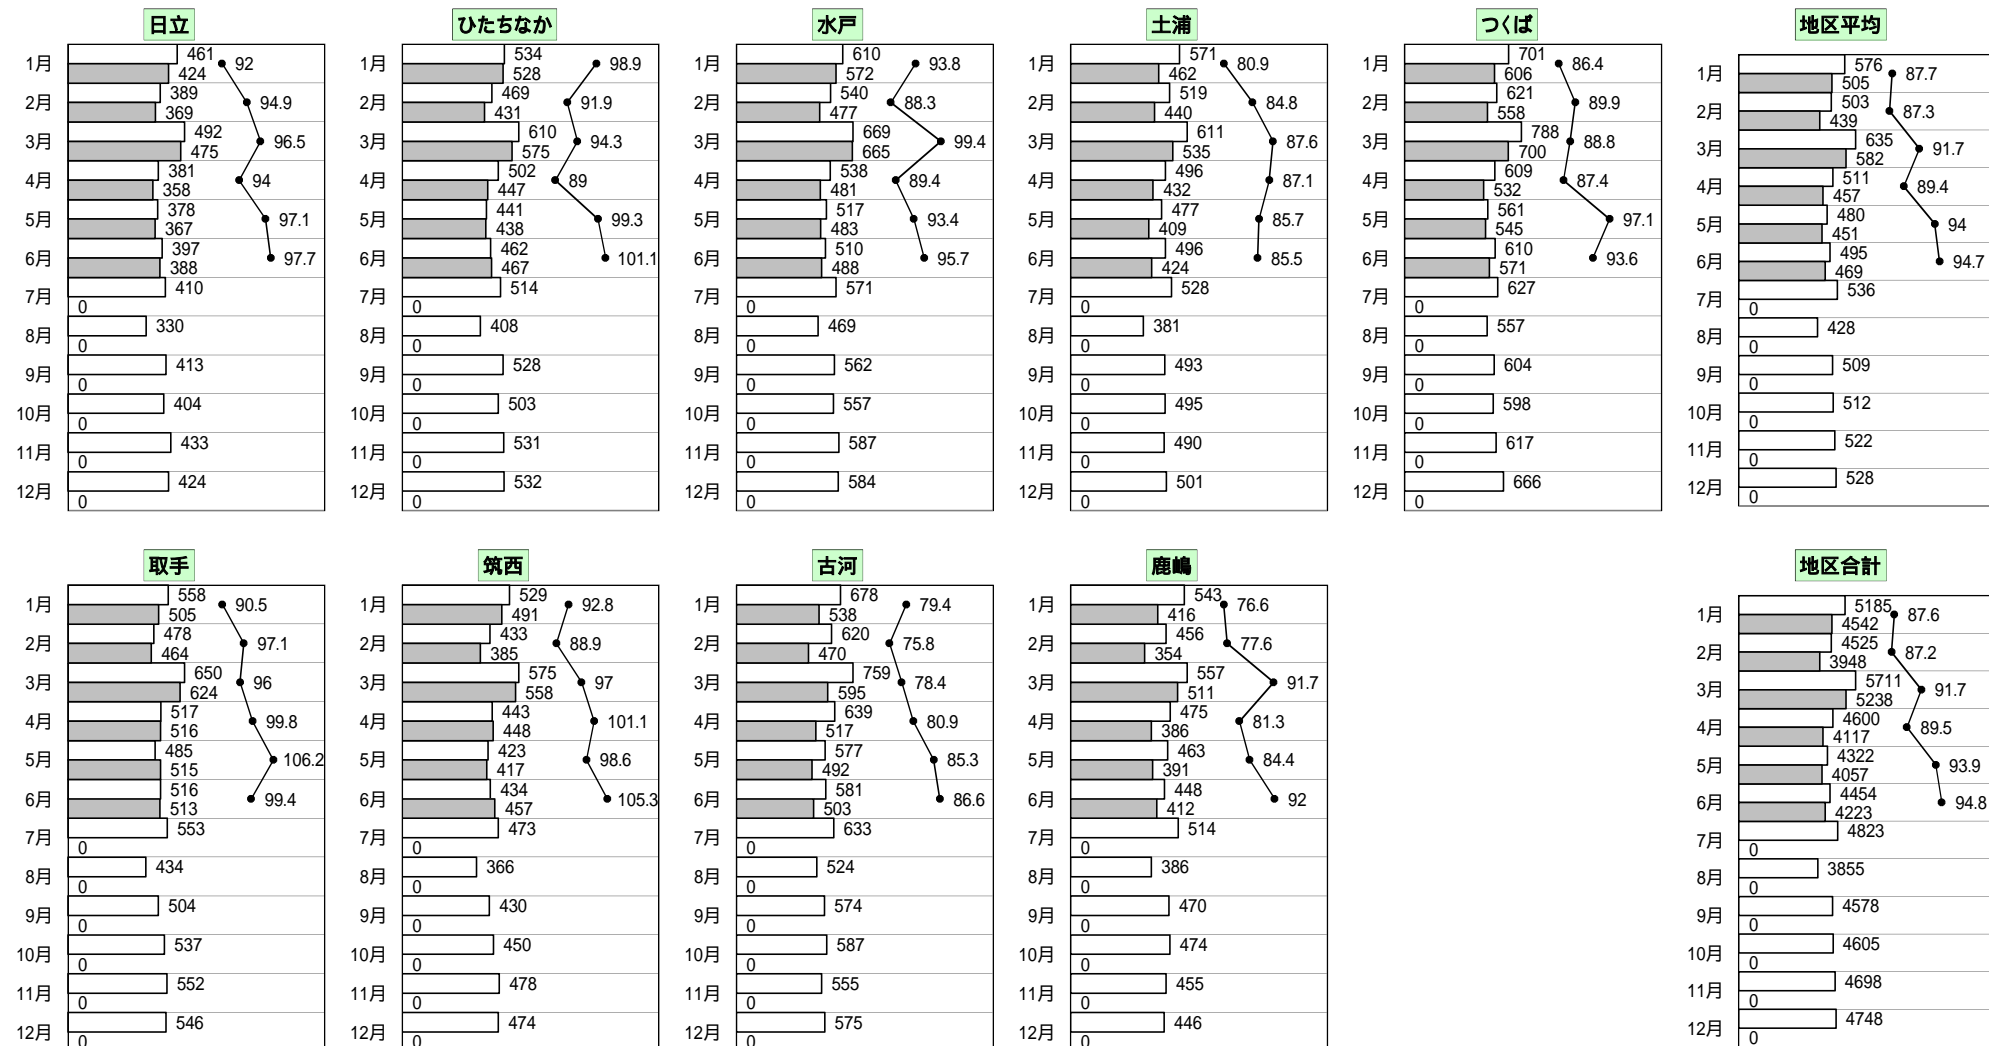 日立
1月 461 424 92
2月 389 369 94.9
3月 492 475 96.5
4月 381 358 94
5月 378 367 97.1
6月 397 388 97.7
7月 410 0
8月 330 0
9月 413 0
10月 404 0
11月 433 0
12月 424 0
ひたちなか
1月 534 528 98.9
2月 469 431 91.9
3月 610 575 94.3
4月 502 447 89
5月 441 438 99.3
6月 462 467 101.1
7月 514 0
8月 408 0
9月 528 0
10月 503 0
11月 531 0
12月 532 0
水戸
1月 610 572 93.8
2月 540 477 88.3
3月 669 665 99.4
4月 538 481 89.4
5月 517 483 93.4
6月 510 488 95.7
7月 571 0
8月 469 0
9月 562 0
10月 557 0
11月 587 0
12月 584 0
土浦
1月 571 462 80.9
2月 519 440 84.8
3月 611 535 87.6
4月 496 432 87.1
5月 477 409 85.7
6月 496 424 85.5
7月 528 0
8月 381 0
9月 493 0
10月 495 0
11月 490 0
12月 501 0
つくば
1月 701 606 86.4
2月 621 558 89.9
3月 788 700 88.8
4月 609 532 87.4
5月 561 545 97.1
6月 610 571 93.6
7月 627 0
8月 557 0
9月 604 0
10月 598 0
11月 617 0
12月 666 0
地区平均
1月 576 505 87.7
2月 503 439 87.3
3月 635 582 91.7
4月 511 457 89.4
5月 480 451 94
6月 495 469 94.7
7月 536 0
8月 428 0
9月 509 0
10月 512 0
11月 522 0
12月 528 0
取手
1月 558 505 90.5
2月 478 464 97.1
3月 650 624 96
4月 517 516 99.8
5月 485 515 106.2
6月 516 513 99.4
7月 553 0
8月 434 0
9月 504 0
10月 537 0
11月 552 0
12月 546 0
筑西
1月 529 491 92.8
2月 433 385 88.9
3月 575 558 97
4月 443 448 101.1
5月 423 417 98.6
6月 434 457 105.3
7月 473 0
8月 366 0
9月 430 0
10月 450 0
11月 478 0
12月 474 0
古河
1月 678 538 79.4
2月 620 470 75.8
3月 759 595 78.4
4月 639 517 80.9
5月 577 492 85.3
6月 581 503 86.6
7月 633 0
8月 524 0
9月 574 0
10月 587 0
11月 555 0
12月 575 0
鹿嶋
1月 543 416 76.6
2月 456 354 77.6
3月 557 511 91.7
4月 475 386 81.3
5月 463 391 84.4
6月 448 412 92
7月 514 0
8月 386 0
9月 470 0
10月 474 0
11月 455 0
12月 446 0
地区合計
1月 5185 4542 87.6
2月 4525 3948 87.2
3月 5711 5238 91.7
4月 4600 4117 89.5
5月 4322 4057 93.9
6月 4454 4223 94.8
7月 4823 0
8月 3855 0
9月 4578 0
10月 4605 0
11月 4698 0
12月 4748 0